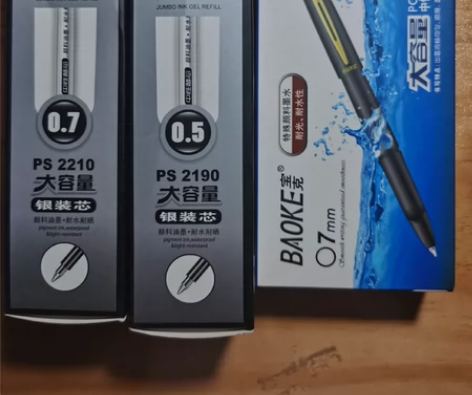 JUMBO INK GEL REFILL
0.7
PS 2210
大容量
银装芯
颜料油墨·耐水耐晒
pigment ink waterproof
&light-resistant
0.5
PS 2190
大容量
银装芯
颜料油墨·耐水耐晒
pigment ink waterproof
&light-resistant
大容量
特殊颜料墨水
耐光、耐水性
BAOKE® 宝克
0.7mm